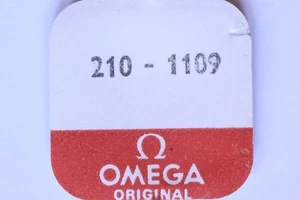 210 - 1109
Ω
OMEGA
ORIGINAL